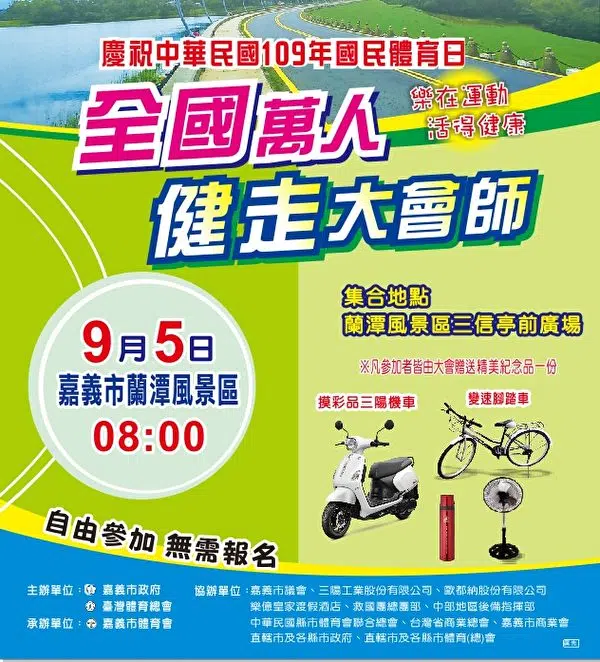 慶祝中華民國109年國民體育日
全國萬人
樂在運動
活得健康
健走大會師
9月5日
嘉義市蘭潭風景區
08:00
集合地點
蘭潭風景區三信亭前廣場
※凡參加者皆由大會贈送精美紀念品一份
摸彩品三陽機車
變速腳踏車
自由參加 無需報名
主辦單位：嘉義市政府
臺灣體育總會
承辦單位：嘉義市體育會
協辦單位：嘉義市議會、三陽工業股份有限公司、歐都納股份有限公司
樂億皇家渡假酒店、救國團總團部、中部地區後備指揮部
中華民國縣市體育會聯合總會、台灣省商業總會、嘉義市商業會
直轄市及各縣市政府、直轄市及各縣市體育(總)會
廣告